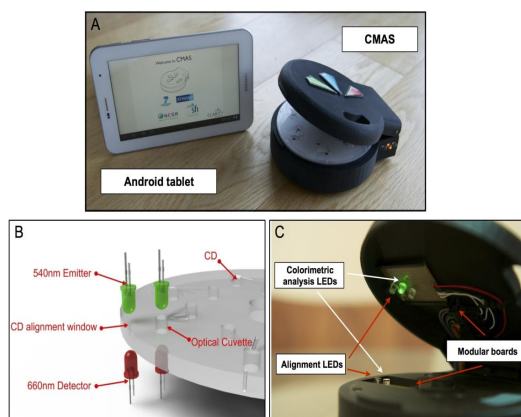 A
CMAS
Welcome to CMAS
Android tablet
B
CD
540nm Emitter
CD alignment window
Optical Cuvette
660nm Detector
C
Colorimetric
analysis LEDs
Alignment LEDs
Modular boards